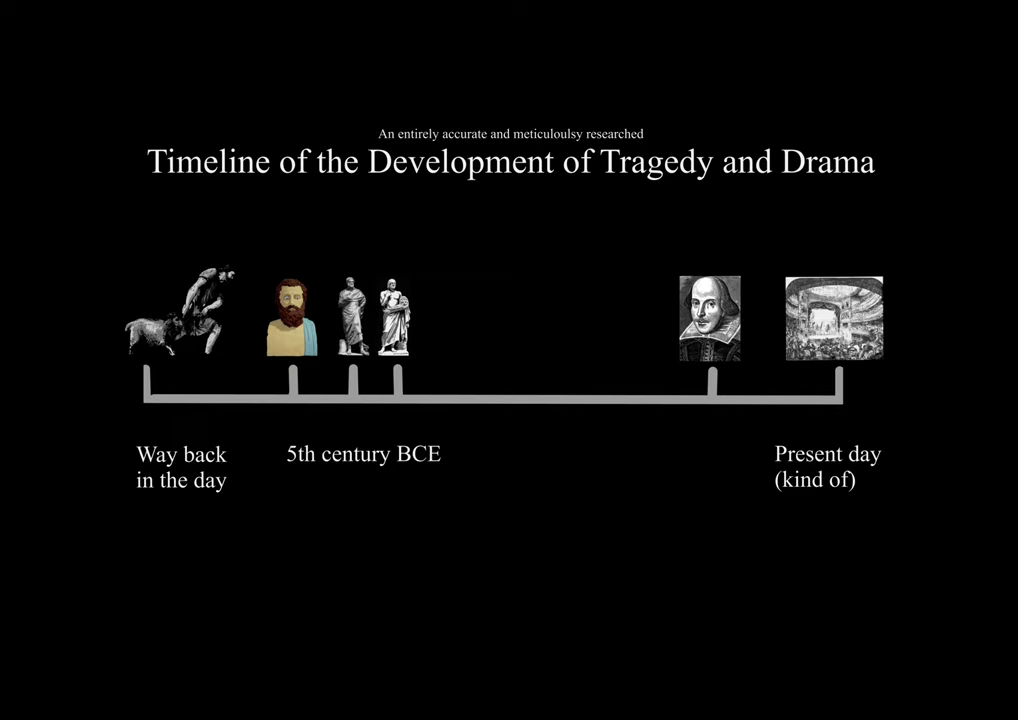 An entirely accurate and meticuloulsy researched
Timeline of the Development of Tragedy and Drama
Way back
in the day
5th century BCE
Present day
(kind of)